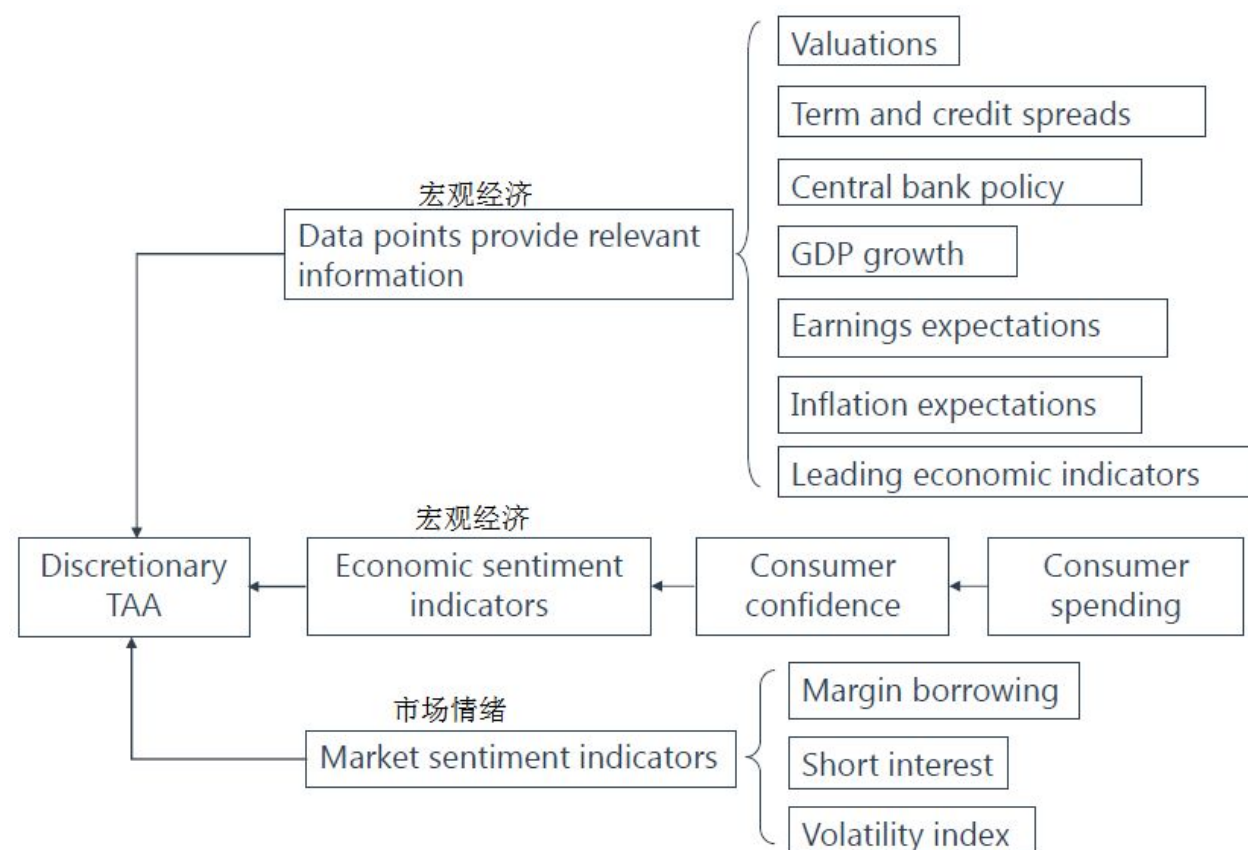 Valuations
Term and credit spreads
Central bank policy
宏观经济
Data points provide relevant
information
GDP growth
Earnings expectations
Inflation expectations
Leading economic indicators
宏观经济
Discretionary
TAA
Economic sentiment
indicators
Consumer
confidence
Consumer
spending
市场情绪
Market sentiment indicators
Margin borrowing
Short interest
Volatility index